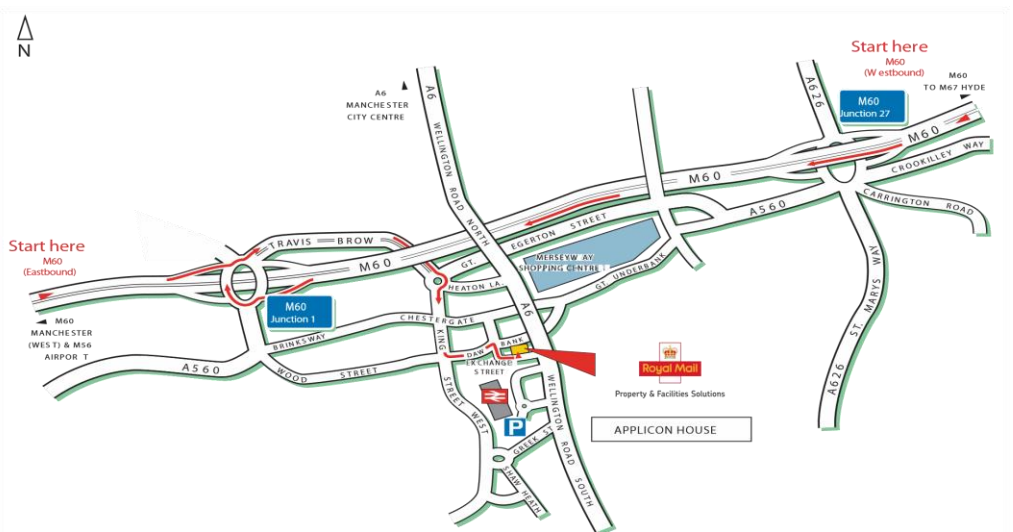 N
Start here
M60
(W estbound)
M60
TO M67 HYDE
A626
M60
Junction 27
A6
MANCHESTER
CITY CENTRE
A6
WELLINGTON ROAD NORTH
M60
CROOKILLEY WAY
CARRINGTON ROAD
M60
A560
EGERTON STREET
GT.
TRAVIS BROW
M60
Start here
M60
(Eastbound)
MERSEYW AY
SHOPPING CENTRE
GT. UNDERBANK
HEATON LA.
A6
M60
Junction 1
M60
MANCHESTER
(WEST) & M56
AIRPOR T
CHESTERGATE
BRINKSWAY
KING
STREET WEST
DAW BANK
EXCHANGE
STREET
A560
WOOD STREET
ST. MARYS WAY
A626
Royal Mail
Property & Facilities Solutions
APPLICON HOUSE
P
GREEK ST
SHAW HEATH
WELLINGTON ROAD SOUTH